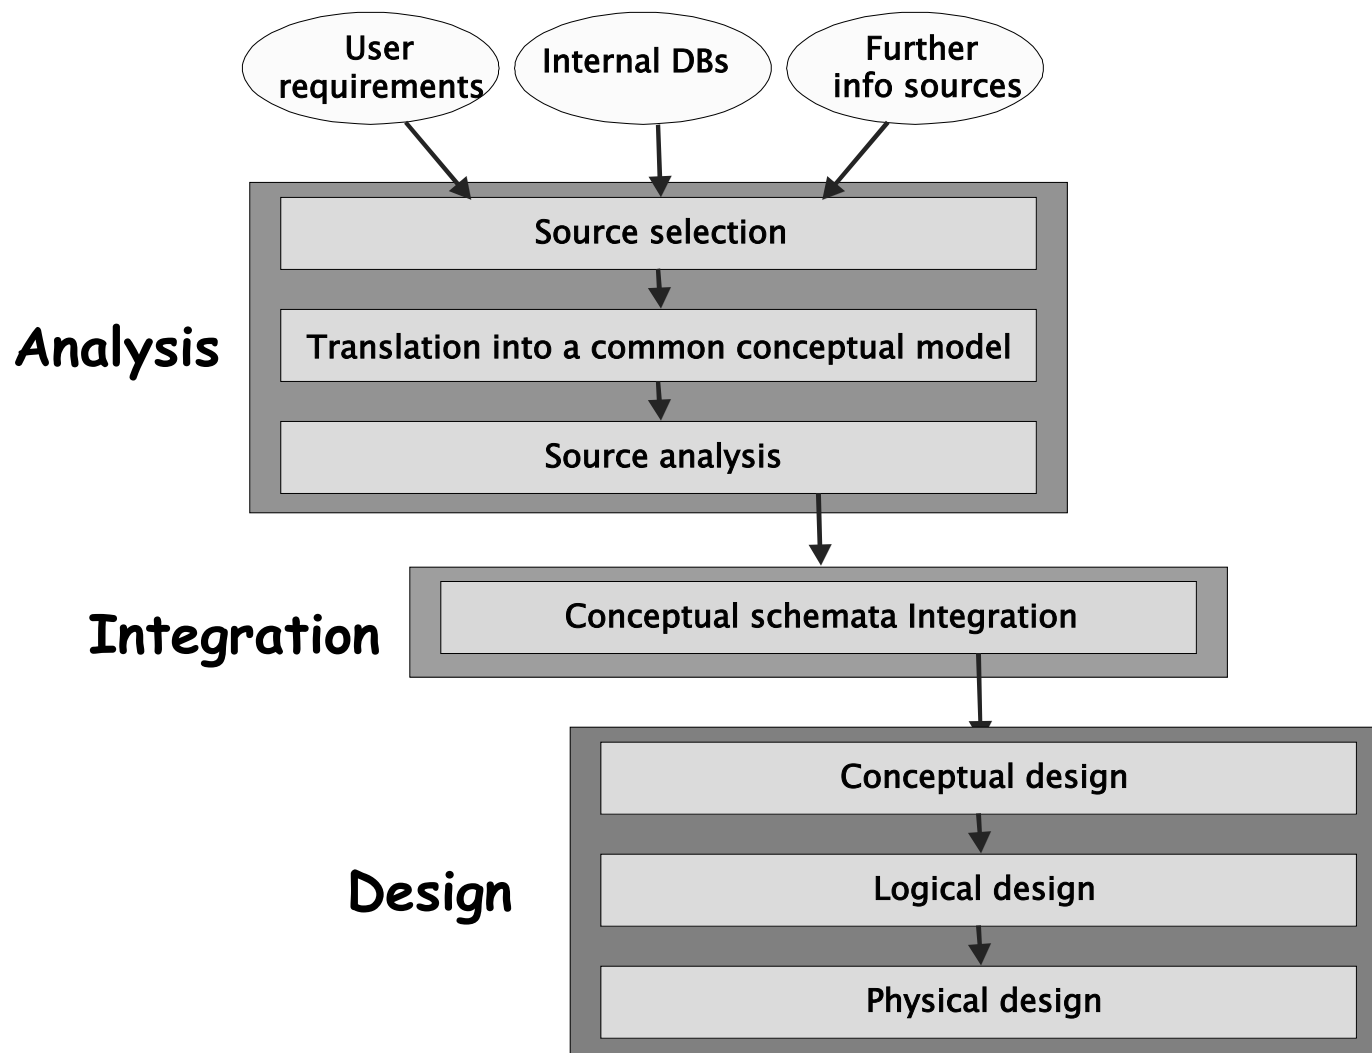 User
requirements
Internal DBs
Further
info sources
Source selection
Analysis
Translation into a common conceptual model
Source analysis
Integration
Conceptual schemata Integration
Conceptual design
Design
Logical design
Physical design